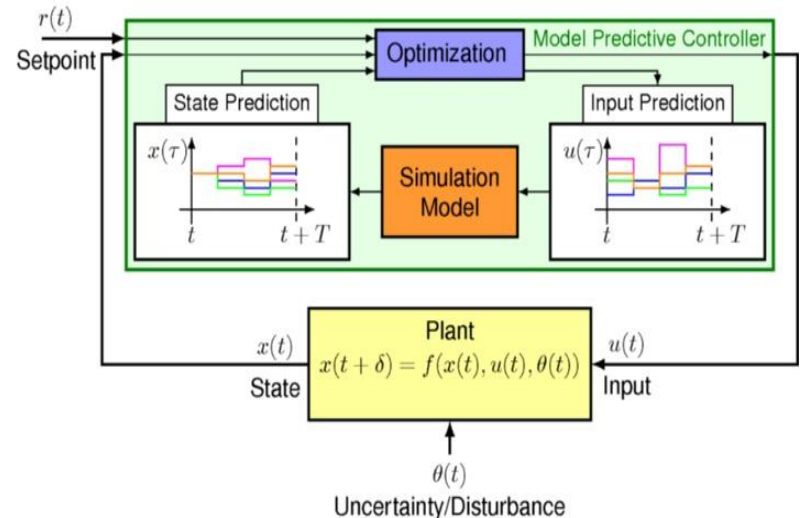 r(t)
Setpoint
Optimization
Model Predictive Controller
State Prediction
Input Prediction
x(τ)
t
t + T
Simulation
Model
u(τ)
t
t + T
Plant
x(t + δ) = f(x(t), u(t), θ(t))
x(t)
State
u(t)
Input
θ(t)
Uncertainty/Disturbance